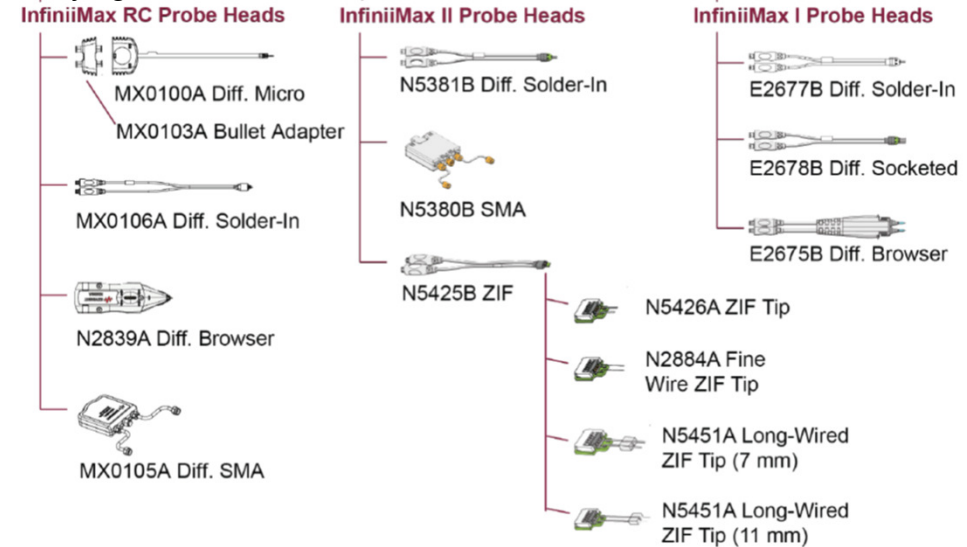 InfiniiMax RC Probe Heads
MX0100A Diff. Micro
MX0103A Bullet Adapter
MX0106A Diff. Solder-In
N2839A Diff. Browser
MX0105A Diff. SMA
InfiniiMax II Probe Heads
N5381B Diff. Solder-In
N5380B SMA
N5425B ZIF
N5426A ZIF Tip
N2884A Fine
Wire ZIF Tip
N5451A Long-Wired
ZIF Tip (7 mm)
N5451A Long-Wired
ZIF Tip (11 mm)
InfiniiMax I Probe Heads
E2677B Diff. Solder-In
E2678B Diff. Socketed
E2675B Diff. Browser